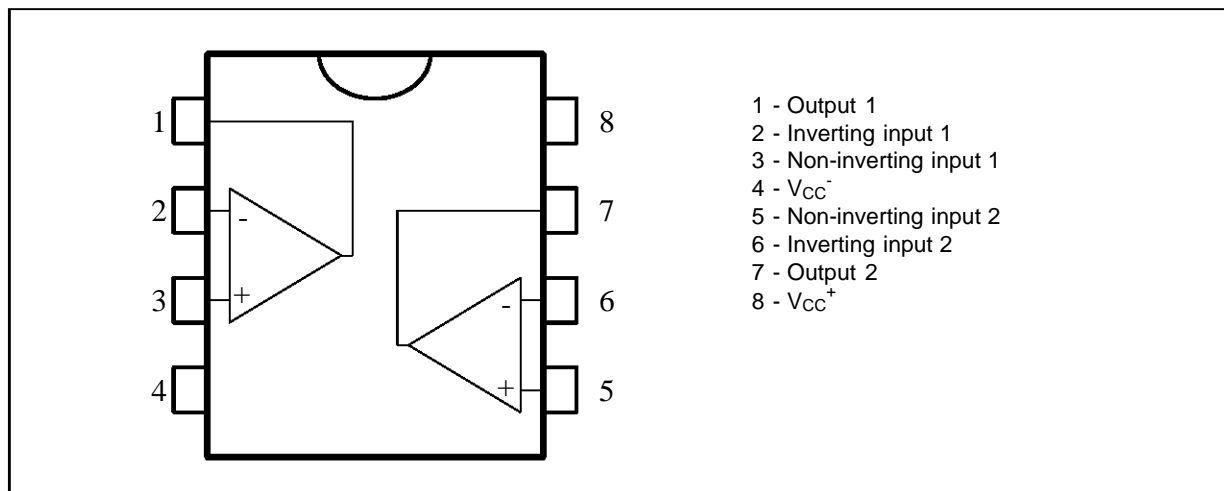 1
2
-
3
+
4
8
7
6
-
5
+
1 - Output 1
2 - Inverting input 1
3 - Non-inverting input 1
4 - VCC-
5 - Non-inverting input 2
6 - Inverting input 2
7 - Output 2
8 - VCC+